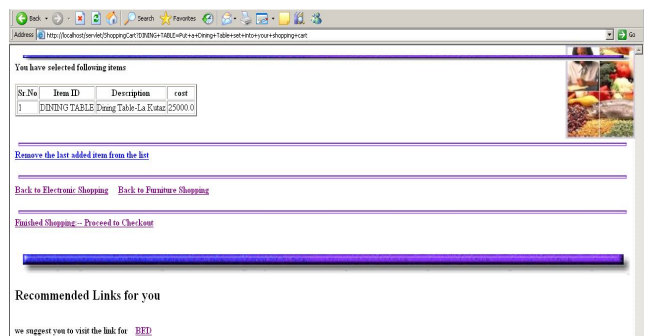 Back Search Favorites
Address http://localhost/servlet/ShoppingCart?DINING+TABLE=Put+a+Dining+Table+set+into+your+shopping+cart Go
You have selected following items
Sr.No Item ID Description cost
1 DINING TABLE Dining Table-La Kutaz 25000.0
Remove the last added item from the list
Back to Electronic Shopping Back to Furniture Shopping
Finished Shopping:-- Proceed to Checkout
Recommended Links for you
we suggest you to visit the link for BED